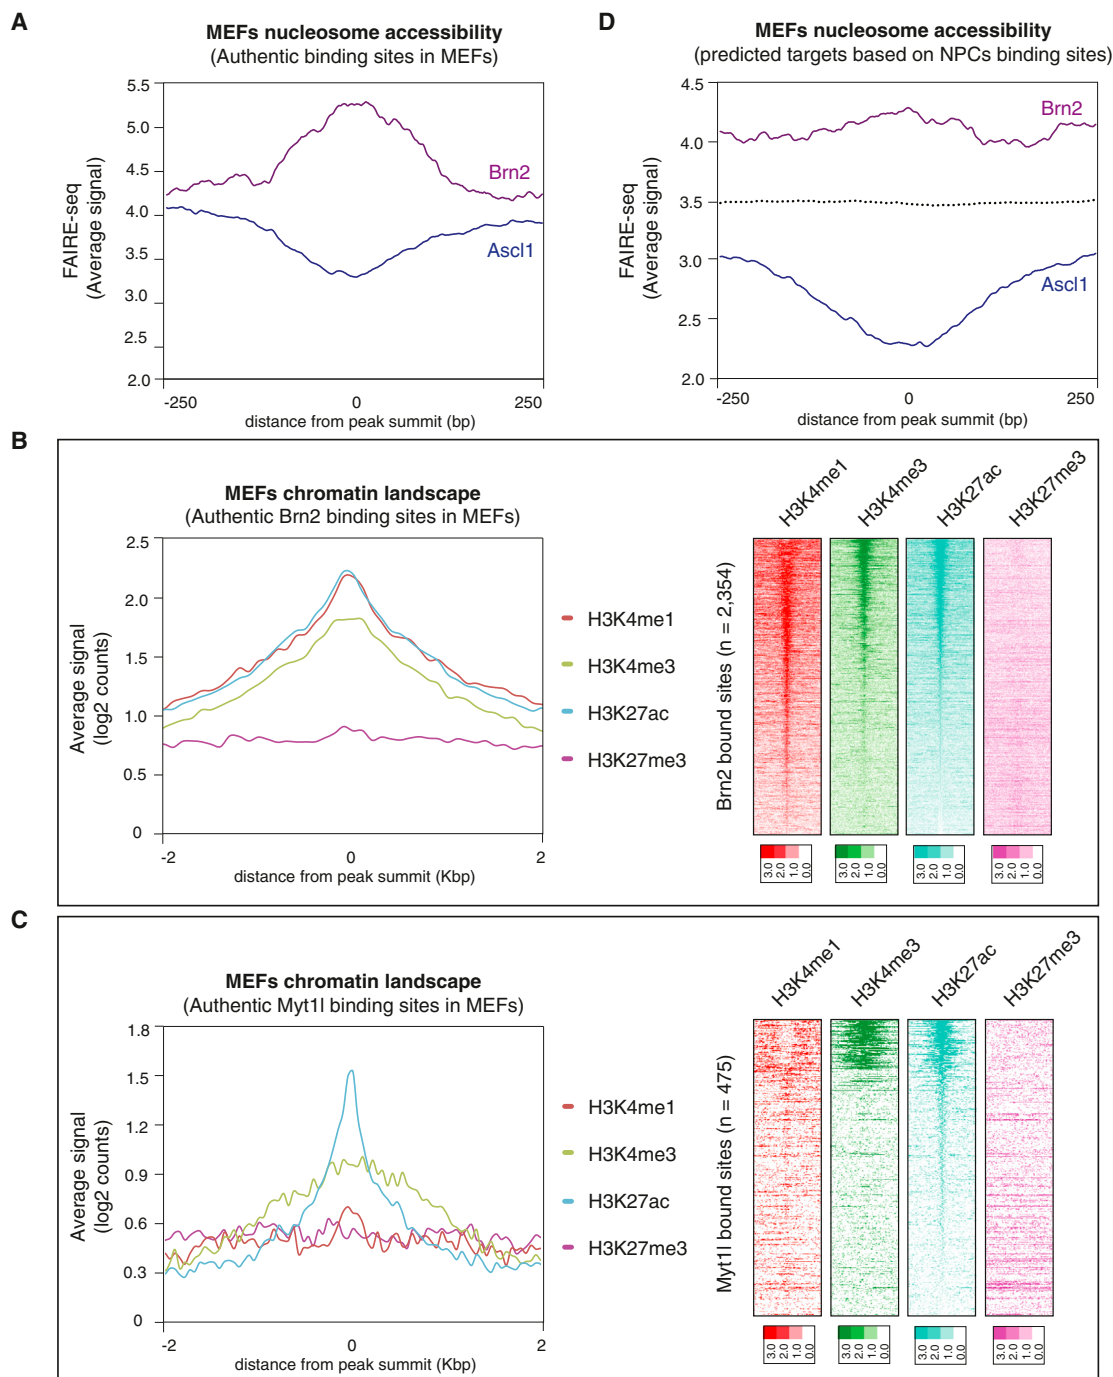 A
MEFs nucleosome accessibility
(Authentic binding sites in MEFs)
FAIRE-seq
(Average signal)
5.5
5.0
4.5
4.0
3.5
3.0
2.5
2.0
Brn2
Ascl1
-250
0
250
distance from peak summit (bp)
D
MEFs nucleosome accessibility
(predicted targets based on NPCs binding sites)
FAIRE-seq
(Average signal)
4.5
4.0
3.5
3.0
2.5
2.0
Brn2
Ascl1
-250
0
250
distance from peak summit (bp)
B
MEFs chromatin landscape
(Authentic Brn2 binding sites in MEFs)
Average signal
(log2 counts)
2.5
2.0
1.5
1.0
0.5
0
-2
0
2
distance from peak summit (Kbp)
H3K4me1
H3K4me3
H3K27ac
H3K27me3
H3K4me1
H3K4me3
H3K27ac
H3K27me3
Brn2 bound sites (n = 2,354)
3.0
2.0
1.0
0.0
3.0
2.0
1.0
0.0
3.0
2.0
1.0
0.0
3.0
2.0
1.0
0.0
C
MEFs chromatin landscape
(Authentic Myt1l binding sites in MEFs)
Average signal
(log2 counts)
1.8
1.5
1.2
0.9
0.6
0.3
0
-2
0
2
distance from peak summit (Kbp)
H3K4me1
H3K4me3
H3K27ac
H3K27me3
H3K4me1
H3K4me3
H3K27ac
H3K27me3
Myt1l bound sites (n = 475)
3.0
2.0
1.0
0.0
3.0
2.0
1.0
0.0
3.0
2.0
1.0
0.0
3.0
2.0
1.0
0.0